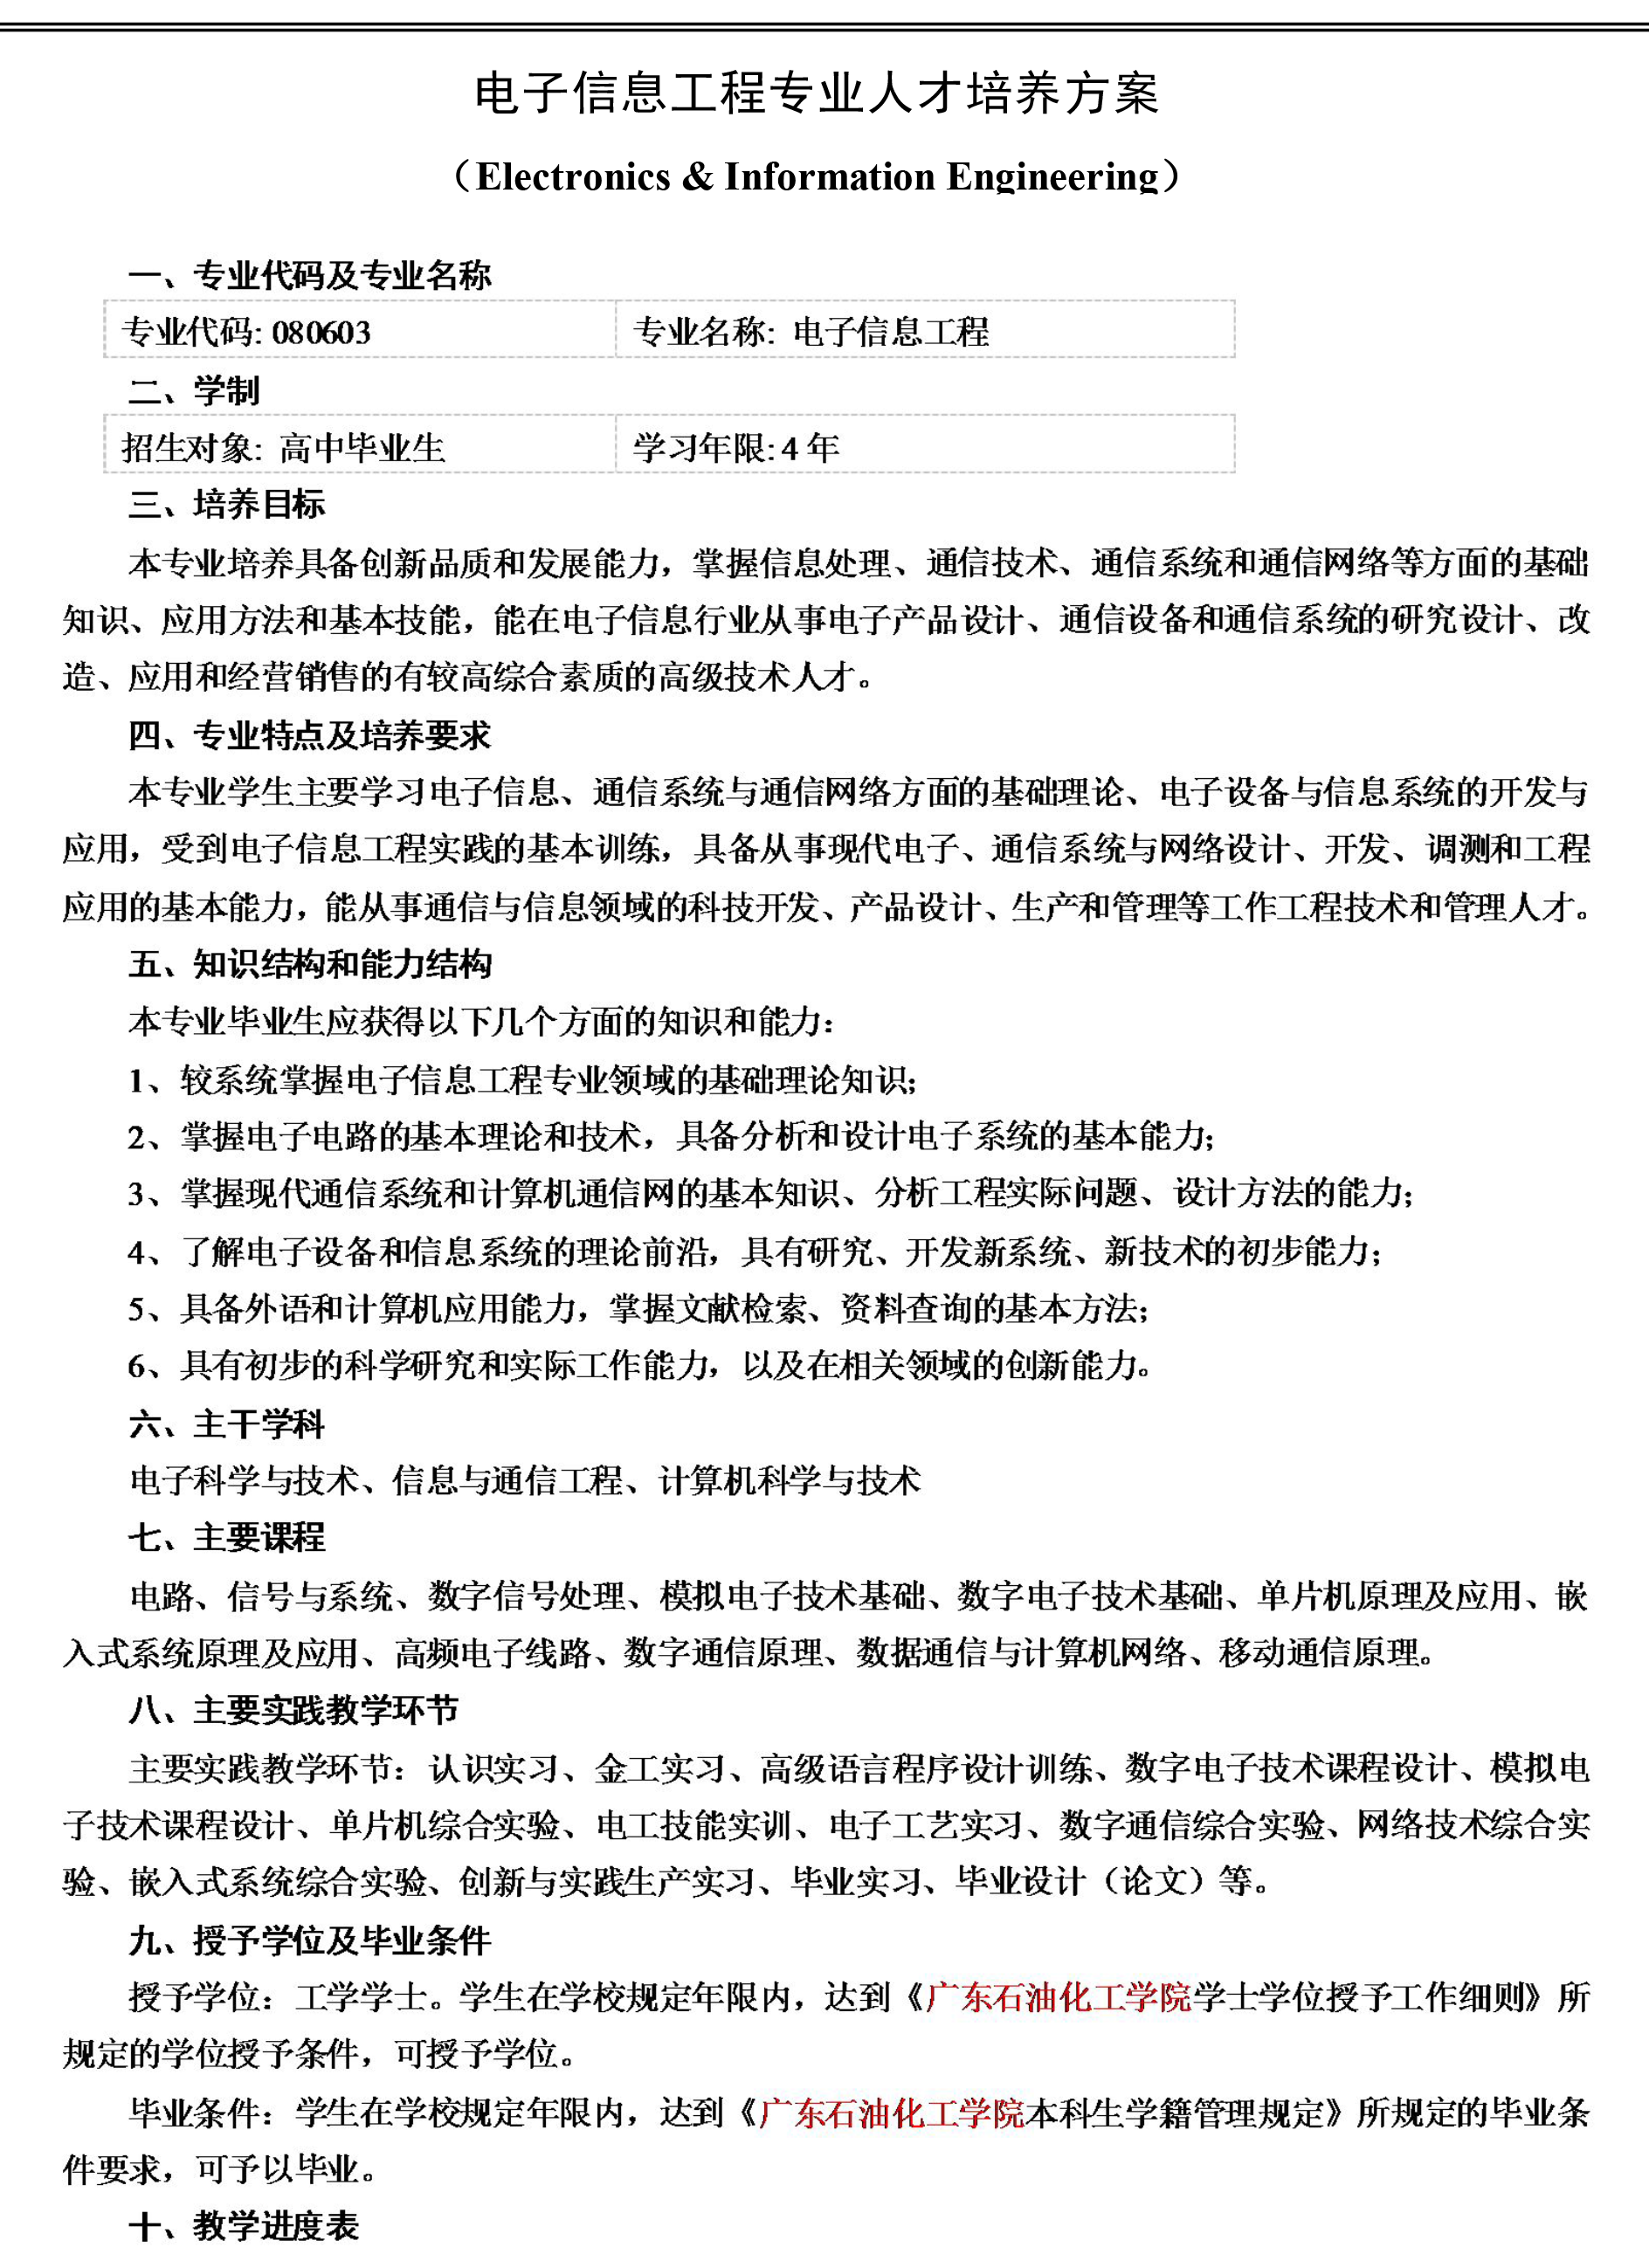 电子信息工程专业人才培养方案
（Electronics & Information Engineering）
一、专业代码及专业名称
专业代码: 080603 专业名称: 电子信息工程
二、学制
招生对象: 高中毕业生 学习年限: 4 年
三、培养目标
本专业培养具备创新品质和发展能力，掌握信息处理、通信技术、通信系统和通信网络等方面的基础
知识、应用方法和基本技能，能在电子信息行业从事电子产品设计、通信设备和通信系统的研究设计、改
造、应用和经营销售的有较高综合素质的高级技术人才。
四、专业特点及培养要求
本专业学生主要学习电子信息、通信系统与通信网络方面的基础理论、电子设备与信息系统的开发与
应用，受到电子信息工程实践的基本训练，具备从事现代电子、通信系统与网络设计、开发、调测和工程
应用的基本能力，能从事通信与信息领域的科技开发、产品设计、生产和管理等工作工程技术和管理人才。
五、知识结构和能力结构
本专业毕业生应获得以下几个方面的知识和能力：
1、较系统掌握电子信息工程专业领域的基础理论知识；
2、掌握电子电路的基本理论和技术，具备分析和设计电子系统的基本能力；
3、掌握现代通信系统和计算机通信网的基本知识、分析工程实际问题、设计方法的能力；
4、了解电子设备和信息系统的理论前沿，具有研究、开发新系统、新技术的初步能力；
5、具备外语和计算机应用能力，掌握文献检索、资料查询的基本方法；
6、具有初步的科学研究和实际工作能力，以及在相关领域的创新能力。
六、主干学科
电子科学与技术、信息与通信工程、计算机科学与技术
七、主要课程
电路、信号与系统、数字信号处理、模拟电子技术基础、数字电子技术基础、单片机原理及应用、嵌
入式系统原理及应用、高频电子线路、数字通信原理、数据通信与计算机网络、移动通信原理。
八、主要实践教学环节
主要实践教学环节：认识实习、金工实习、高级语言程序设计训练、数字电子技术课程设计、模拟电
子技术课程设计、单片机综合实验、电工技能实训、电子工艺实习、数字通信综合实验、网络技术综合实
验、嵌入式系统综合实验、创新与实践生产实习、毕业实习、毕业设计（论文）等。
九、授予学位及毕业条件
授予学位：工学学士。学生在学校规定年限内，达到《广东石油化工学院学士学位授予工作细则》所
规定的学位授予条件，可授予学位。
毕业条件：学生在学校规定年限内，达到《广东石油化工学院本科生学籍管理规定》所规定的毕业条
件要求，可予以毕业。
十、教学进度表